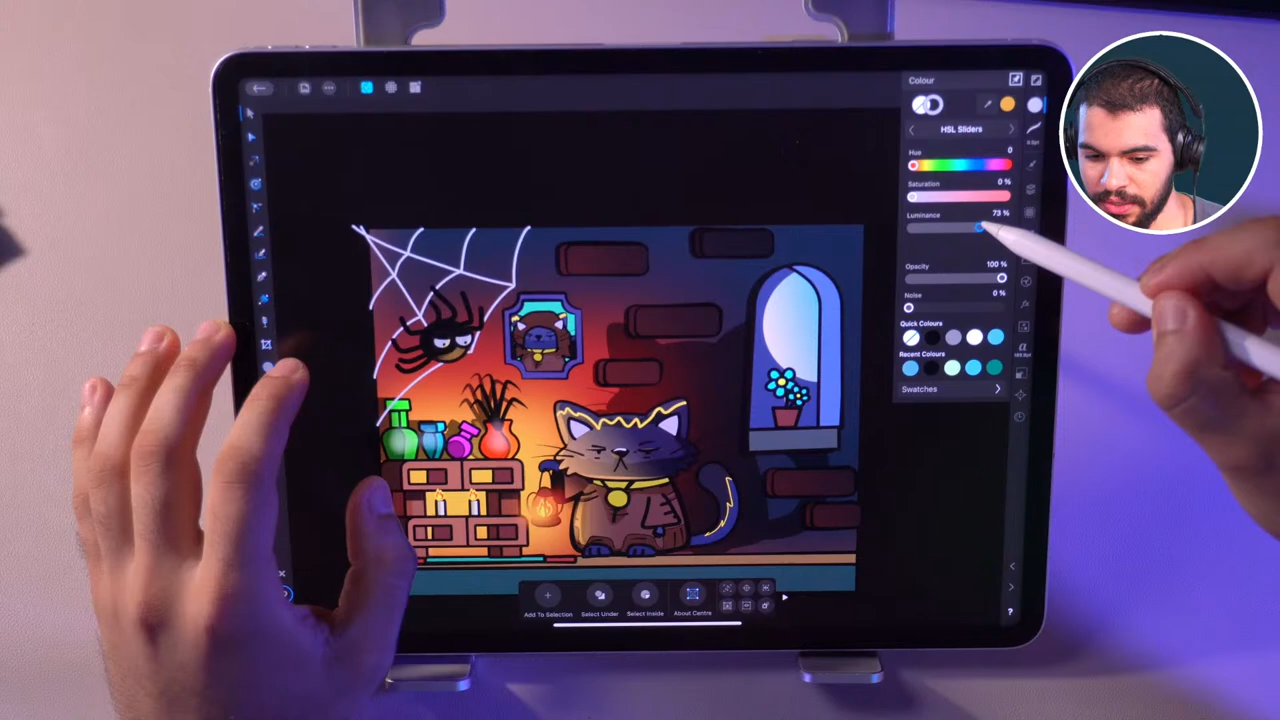 Colour
HSL Sliders
Hue 0
Saturation 0 %
Luminance 73 %
Opacity 100 %
Noise 0 %
Quick Colours
Recent Colours
Swatches
Add To Selection
Select Under
Select Inside
About Centre
?